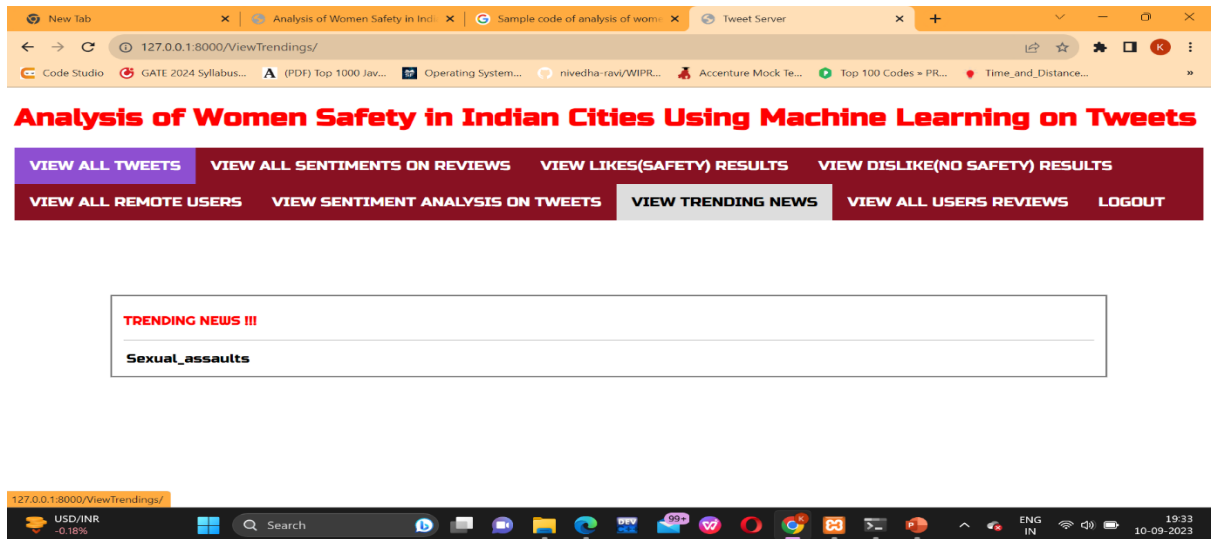 New Tab
Analysis of Women Safety in Indi
Sample code of analysis of wome
Tweet Server
127.0.0.1:8000/ViewTrendings/
K
Code Studio
GATE 2024 Syllabus...
(PDF) Top 1000 Jav...
Operating System...
nivedha-ravi/WIPR...
Accenture Mock Te...
Top 100 Codes » PR...
Time_and_Distance...
»
Analysis of Women Safety in Indian Cities Using Machine Learning on Tweets
VIEW ALL TWEETS VIEW ALL SENTIMENTS ON REVIEWS VIEW LIKES(SAFETY) RESULTS VIEW DISLIKE(NO SAFETY) RESULTS
VIEW ALL REMOTE USERS VIEW SENTIMENT ANALYSIS ON TWEETS VIEW TRENDING NEWS VIEW ALL USERS REVIEWS LOGOUT
TRENDING NEWS !!!
Sexual_assaults
127.0.0.1:8000/ViewTrendings/
USD/INR
-0.18%
Search
DEV
99+
ENG
IN
19:33
10-09-2023